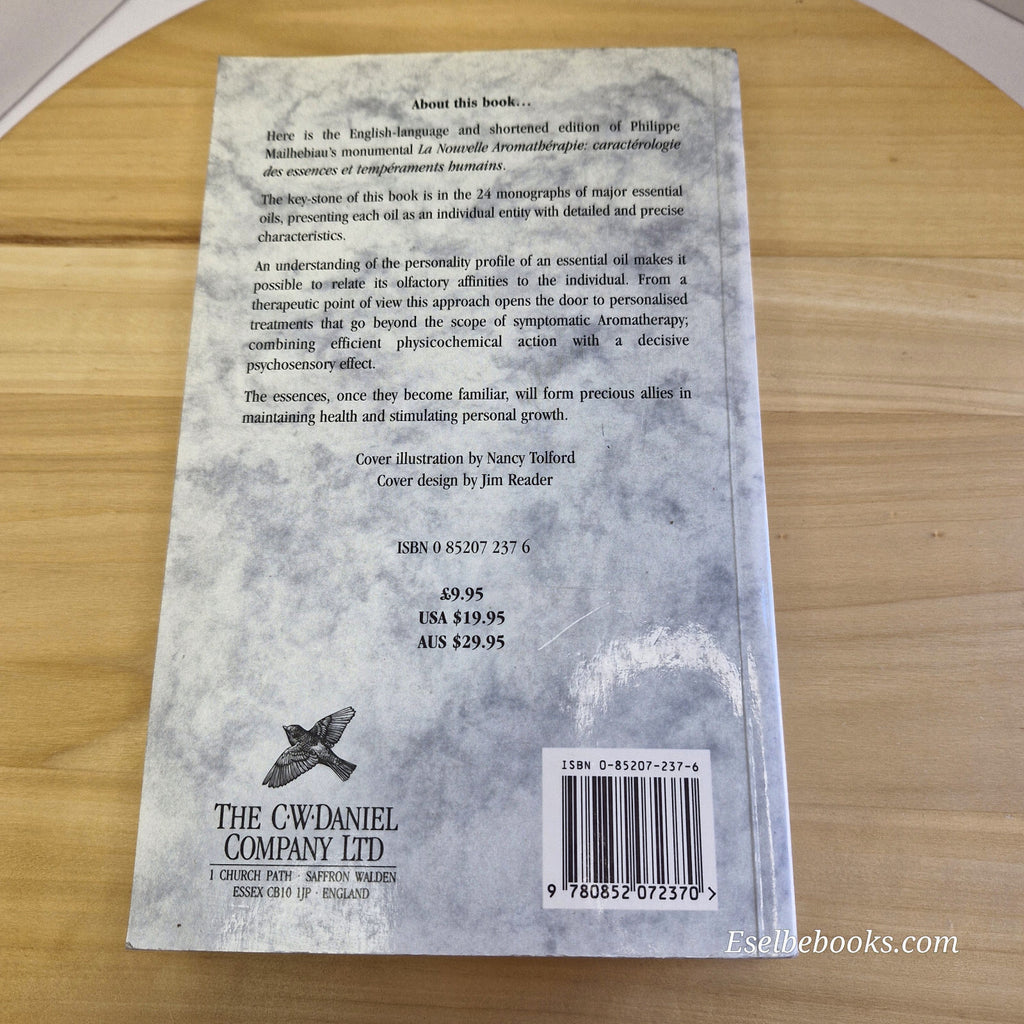 About this book...
Here is the English-language and shortened edition of Philippe
Mailhebiau's monumental La Nouvelle Aromathérapie: caractérologie
des essences et tempéraments humains.
The key-stone of this book is in the 24 monographs of major essential
oils, presenting each oil as an individual entity with detailed and precise
characteristics.
An understanding of the personality profile of an essential oil makes it
possible to relate its olfactory affinities to the individual. From a
therapeutic point of view this approach opens the door to personalised
treatments that go beyond the scope of symptomatic Aromatherapy;
combining efficient physicochemical action with a decisive
psychosensory effect.
The essences, once they become familiar, will form precious allies in
maintaining health and stimulating personal growth.
Cover illustration by Nancy Tolford
Cover design by Jim Reader
ISBN 0 85207 237 6
£9.95
USA $19.95
AUS $29.95
THE C·W·DANIEL
COMPANY LTD
1 CHURCH PATH · SAFFRON WALDEN
ESSEX CB10 1JP · ENGLAND
ISBN 0-85207-237-6
9 780852 072370 >
Eselbebooks.com